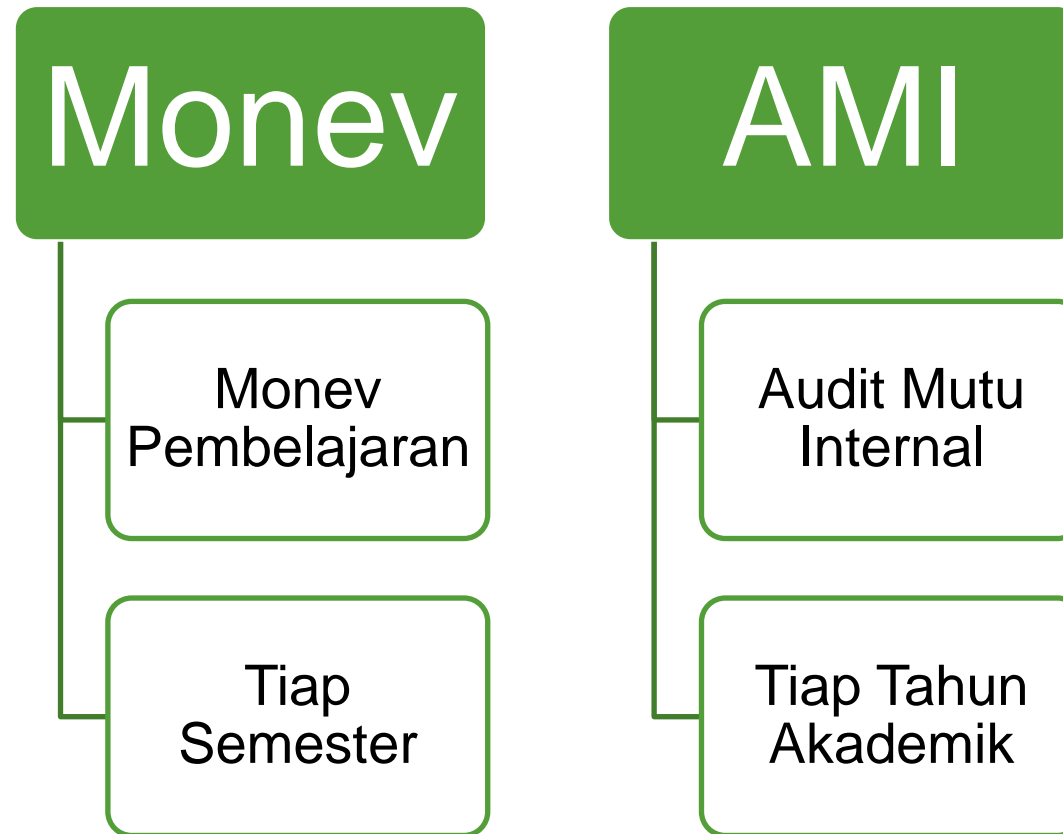 Monev
Monev
Pembelajaran
Tiap
Semester
AMI
Audit Mutu
Internal
Tiap Tahun
Akademik